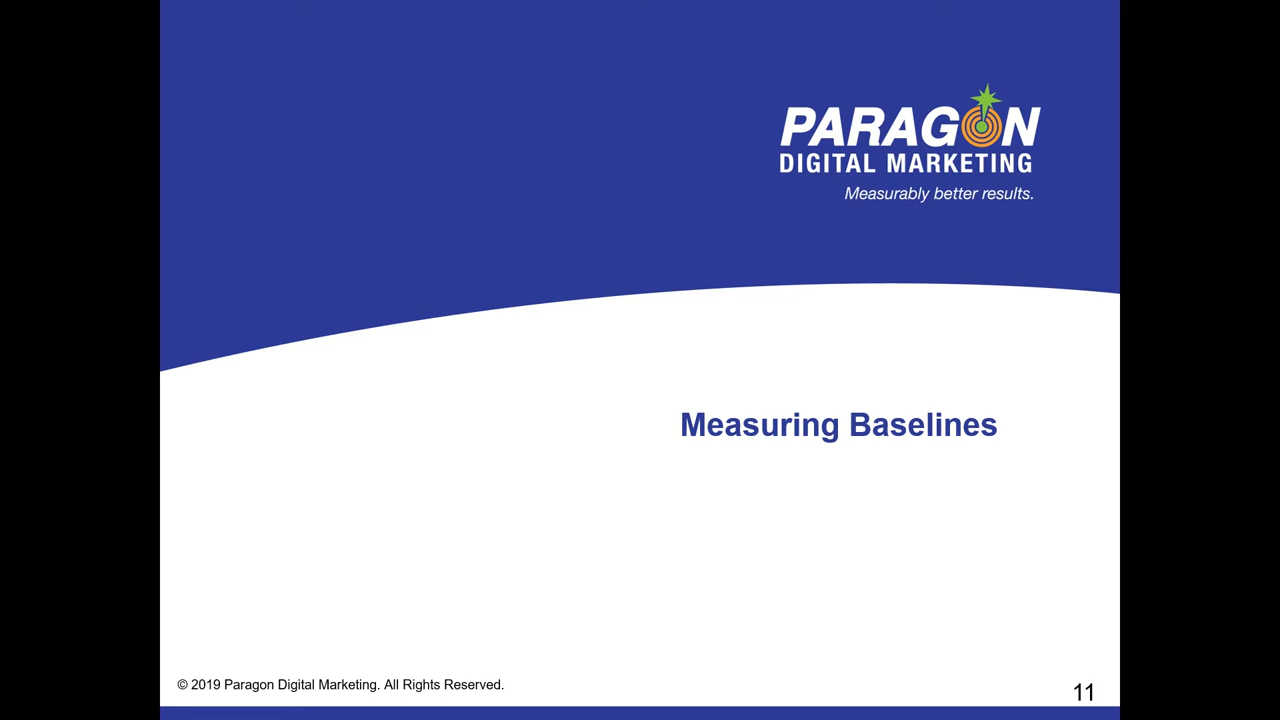 PARAGON
DIGITAL MARKETING
Measurably better results.
Measuring Baselines
© 2019 Paragon Digital Marketing. All Rights Reserved.
11